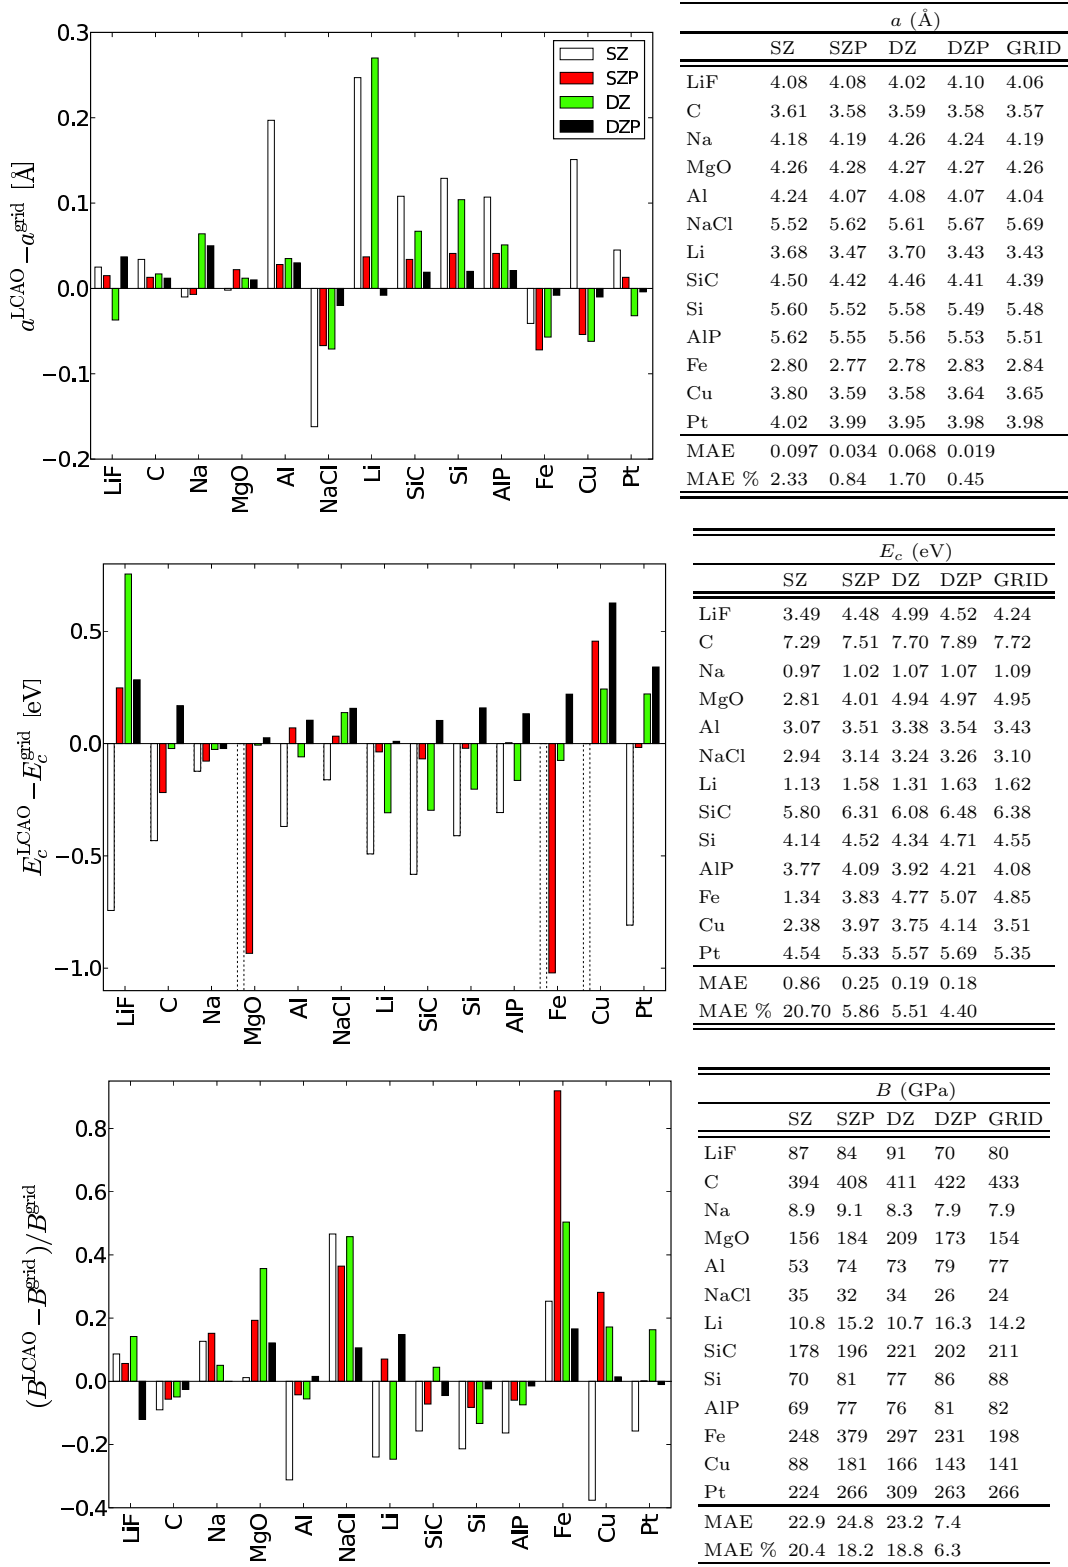 a^LCAO − a^grid [Å]
0.3
0.2
0.1
0.0
−0.1
−0.2
SZ
SZP
DZ
DZP
LiF C Na MgO Al NaCl Li SiC Si AlP Fe Cu Pt
a (Å)
SZ SZP DZ DZP GRID
LiF 4.08 4.08 4.02 4.10 4.06
C 3.61 3.58 3.59 3.58 3.57
Na 4.18 4.19 4.26 4.24 4.19
MgO 4.26 4.28 4.27 4.27 4.26
Al 4.24 4.07 4.08 4.07 4.04
NaCl 5.52 5.62 5.61 5.67 5.69
Li 3.68 3.47 3.70 3.43 3.43
SiC 4.50 4.42 4.46 4.41 4.39
Si 5.60 5.52 5.58 5.49 5.48
AlP 5.62 5.55 5.56 5.53 5.51
Fe 2.80 2.77 2.78 2.83 2.84
Cu 3.80 3.59 3.58 3.64 3.65
Pt 4.02 3.99 3.95 3.98 3.98
MAE 0.097 0.034 0.068 0.019
MAE % 2.33 0.84 1.70 0.45
E_c^LCAO − E_c^grid [eV]
0.5
0.0
−0.5
−1.0
LiF C Na MgO Al NaCl Li SiC Si AlP Fe Cu Pt
E_c (eV)
SZ SZP DZ DZP GRID
LiF 3.49 4.48 4.99 4.52 4.24
C 7.29 7.51 7.70 7.89 7.72
Na 0.97 1.02 1.07 1.07 1.09
MgO 2.81 4.01 4.94 4.97 4.95
Al 3.07 3.51 3.38 3.54 3.43
NaCl 2.94 3.14 3.24 3.26 3.10
Li 1.13 1.58 1.31 1.63 1.62
SiC 5.80 6.31 6.08 6.48 6.38
Si 4.14 4.52 4.34 4.71 4.55
AlP 3.77 4.09 3.92 4.21 4.08
Fe 1.34 3.83 4.77 5.07 4.85
Cu 2.38 3.97 3.75 4.14 3.51
Pt 4.54 5.33 5.57 5.69 5.35
MAE 0.86 0.25 0.19 0.18
MAE % 20.70 5.86 5.51 4.40
(B^LCAO − B^grid)/B^grid
0.8
0.6
0.4
0.2
0.0
−0.2
−0.4
LiF C Na MgO Al NaCl Li SiC Si AlP Fe Cu Pt
B (GPa)
SZ SZP DZ DZP GRID
LiF 87 84 91 70 80
C 394 408 411 422 433
Na 8.9 9.1 8.3 7.9 7.9
MgO 156 184 209 173 154
Al 53 74 73 79 77
NaCl 35 32 34 26 24
Li 10.8 15.2 10.7 16.3 14.2
SiC 178 196 221 202 211
Si 70 81 77 86 88
AlP 69 77 76 81 82
Fe 248 379 297 231 198
Cu 88 181 166 143 141
Pt 224 266 309 263 266
MAE 22.9 24.8 23.2 7.4
MAE % 20.4 18.2 18.8 6.3